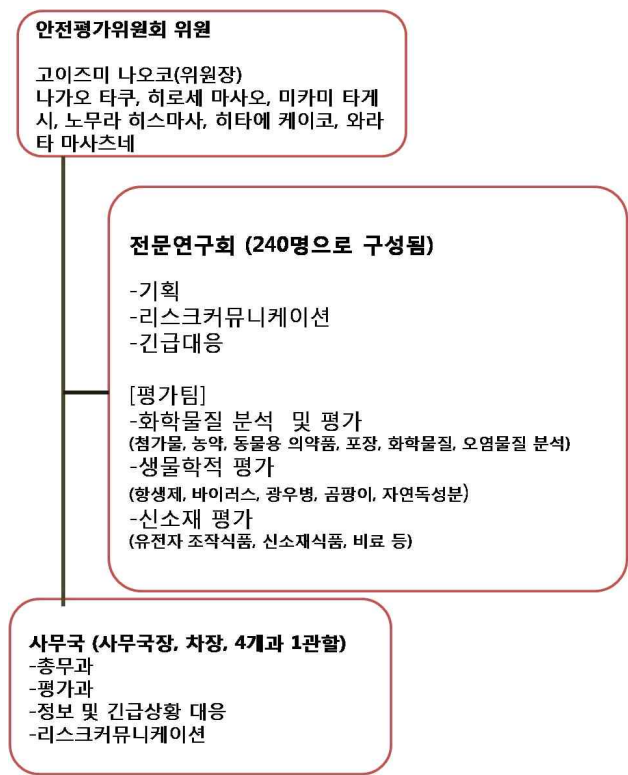 안전평가위원회 위원
고이즈미 나오코(위원장)
나가오 타쿠, 히로세 마사오, 미카미 타게
시, 노무라 히스마사, 히타에 케이코, 와라
타 마사츠네
전문연구회 (240명으로 구성됨)
-기획
-리스크커뮤니케이션
-긴급대응
[평가팀]
-화학물질 분석 및 평가
(첨가물, 농약, 동물용 의약품, 포장, 화학물질, 오염물질 분석)
-생물학적 평가
(항생제, 바이러스, 광우병, 곰팡이, 자연독성분)
-신소재 평가
(유전자 조작식품, 신소재식품, 비료 등)
사무국 (사무국장, 차장, 4개과 1관할)
-총무과
-평가과
-정보 및 긴급상황 대응
-리스크커뮤니케이션